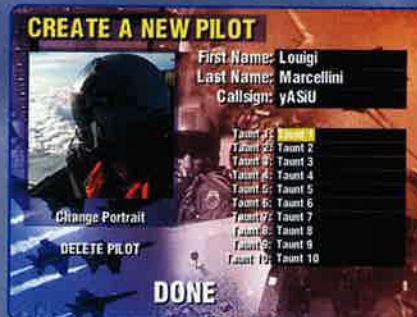 CREATE A NEW PILOT
First Name: Louigi
Last Name: Marcellini
Callsign: yASiU
Taunt 1: Taunt 1
Taunt 2: Taunt 2
Taunt 3: Taunt 3
Taunt 4: Taunt 4
Taunt 5: Taunt 5
Taunt 6: Taunt 6
Taunt 7: Taunt 7
Taunt 8: Taunt 8
Taunt 9: Taunt 9
Taunt 10: Taunt 10
Change Portrait
DELETE PILOT
DONE